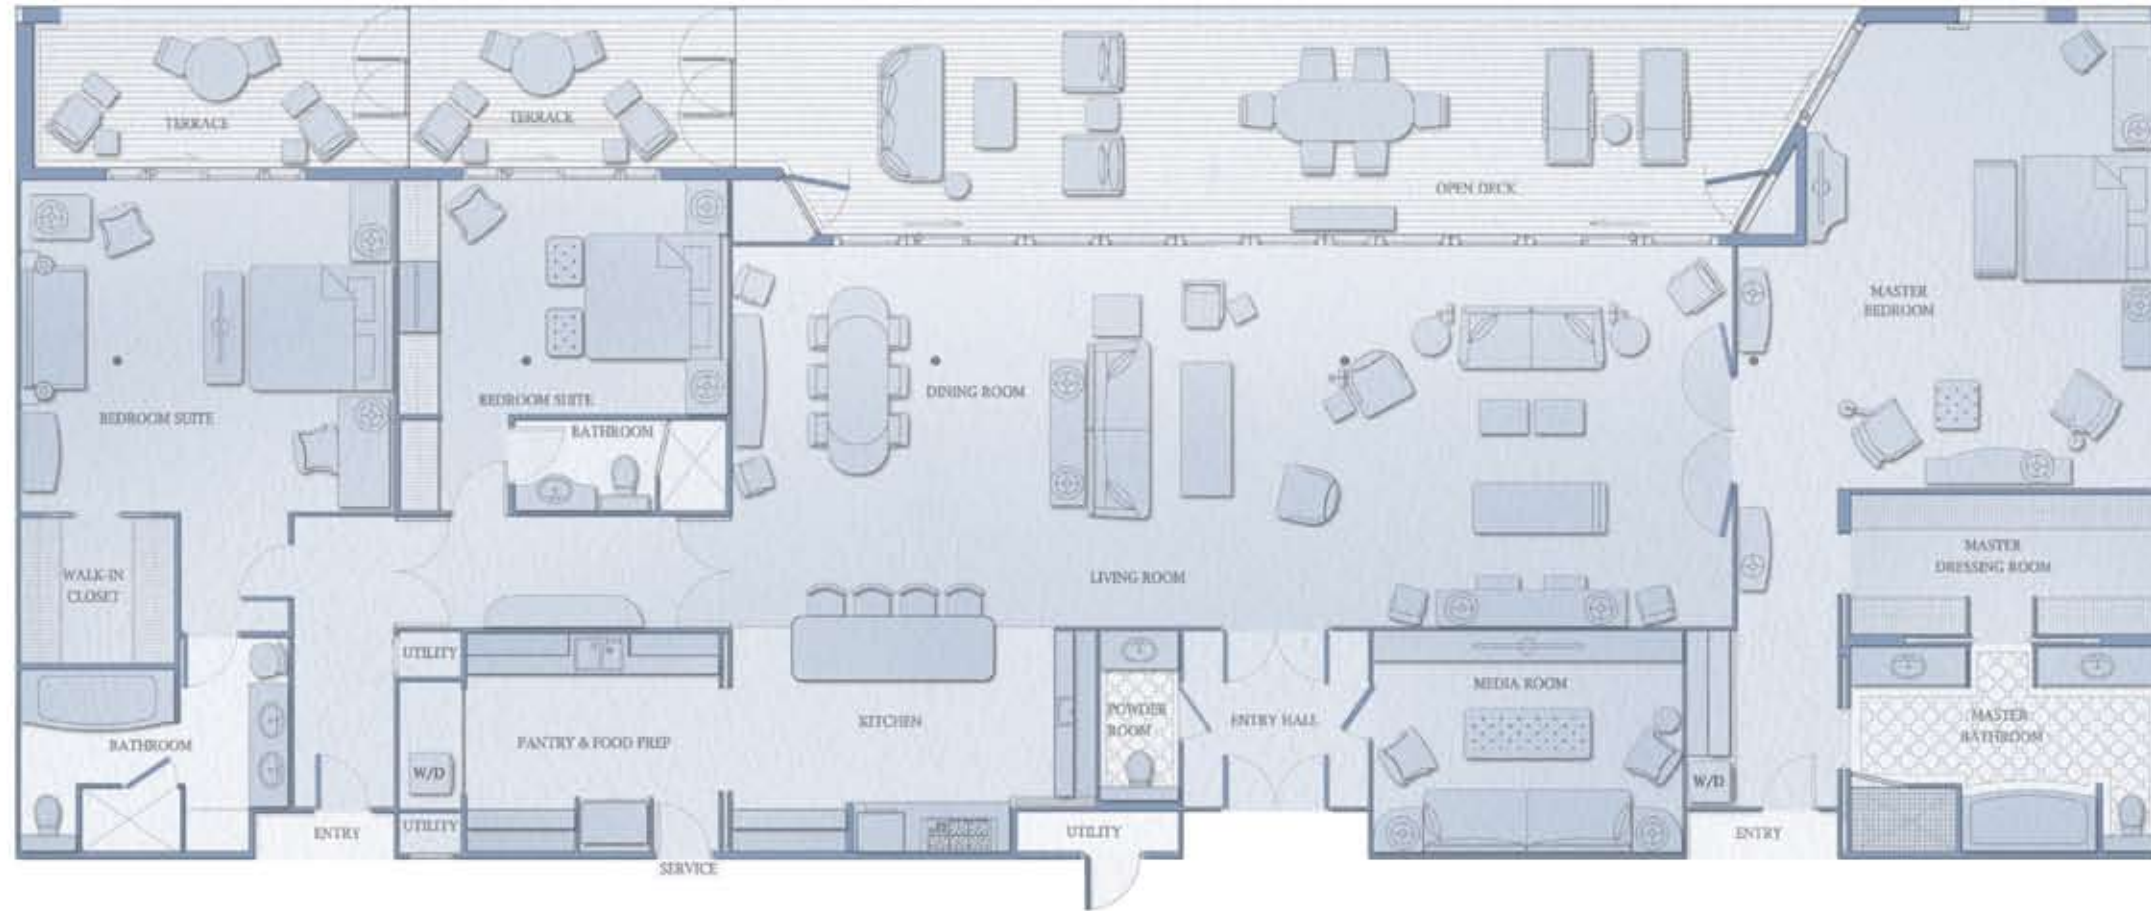 TERRACE
TERRACE
OPEN DECK
MASTER
BEDROOM
BEDROOM SUITE
BEDROOM SUITE
BATHROOM
DINING ROOM
WALK-IN
CLOSET
LIVING ROOM
MASTER
DRESSING ROOM
UTILITY
BATHROOM
W/D
PANTRY & FOOD PREP
KITCHEN
POWDER
ROOM
ENTRY HALL
MEDIA ROOM
W/D
MASTER
BATHROOM
ENTRY
UTILITY
SERVICE
UTILITY
ENTRY